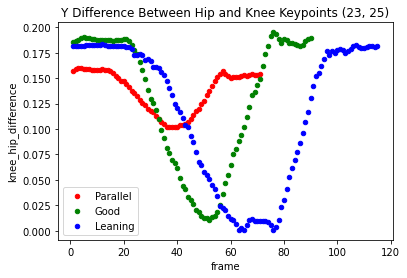 Y Difference Between Hip and Knee Keypoints (23, 25)
knee_hip_difference
0.200
0.175
0.150
0.125
0.100
0.075
0.050
0.025
0.000
Parallel
Good
Leaning
0 20 40 60 80 100 120
frame